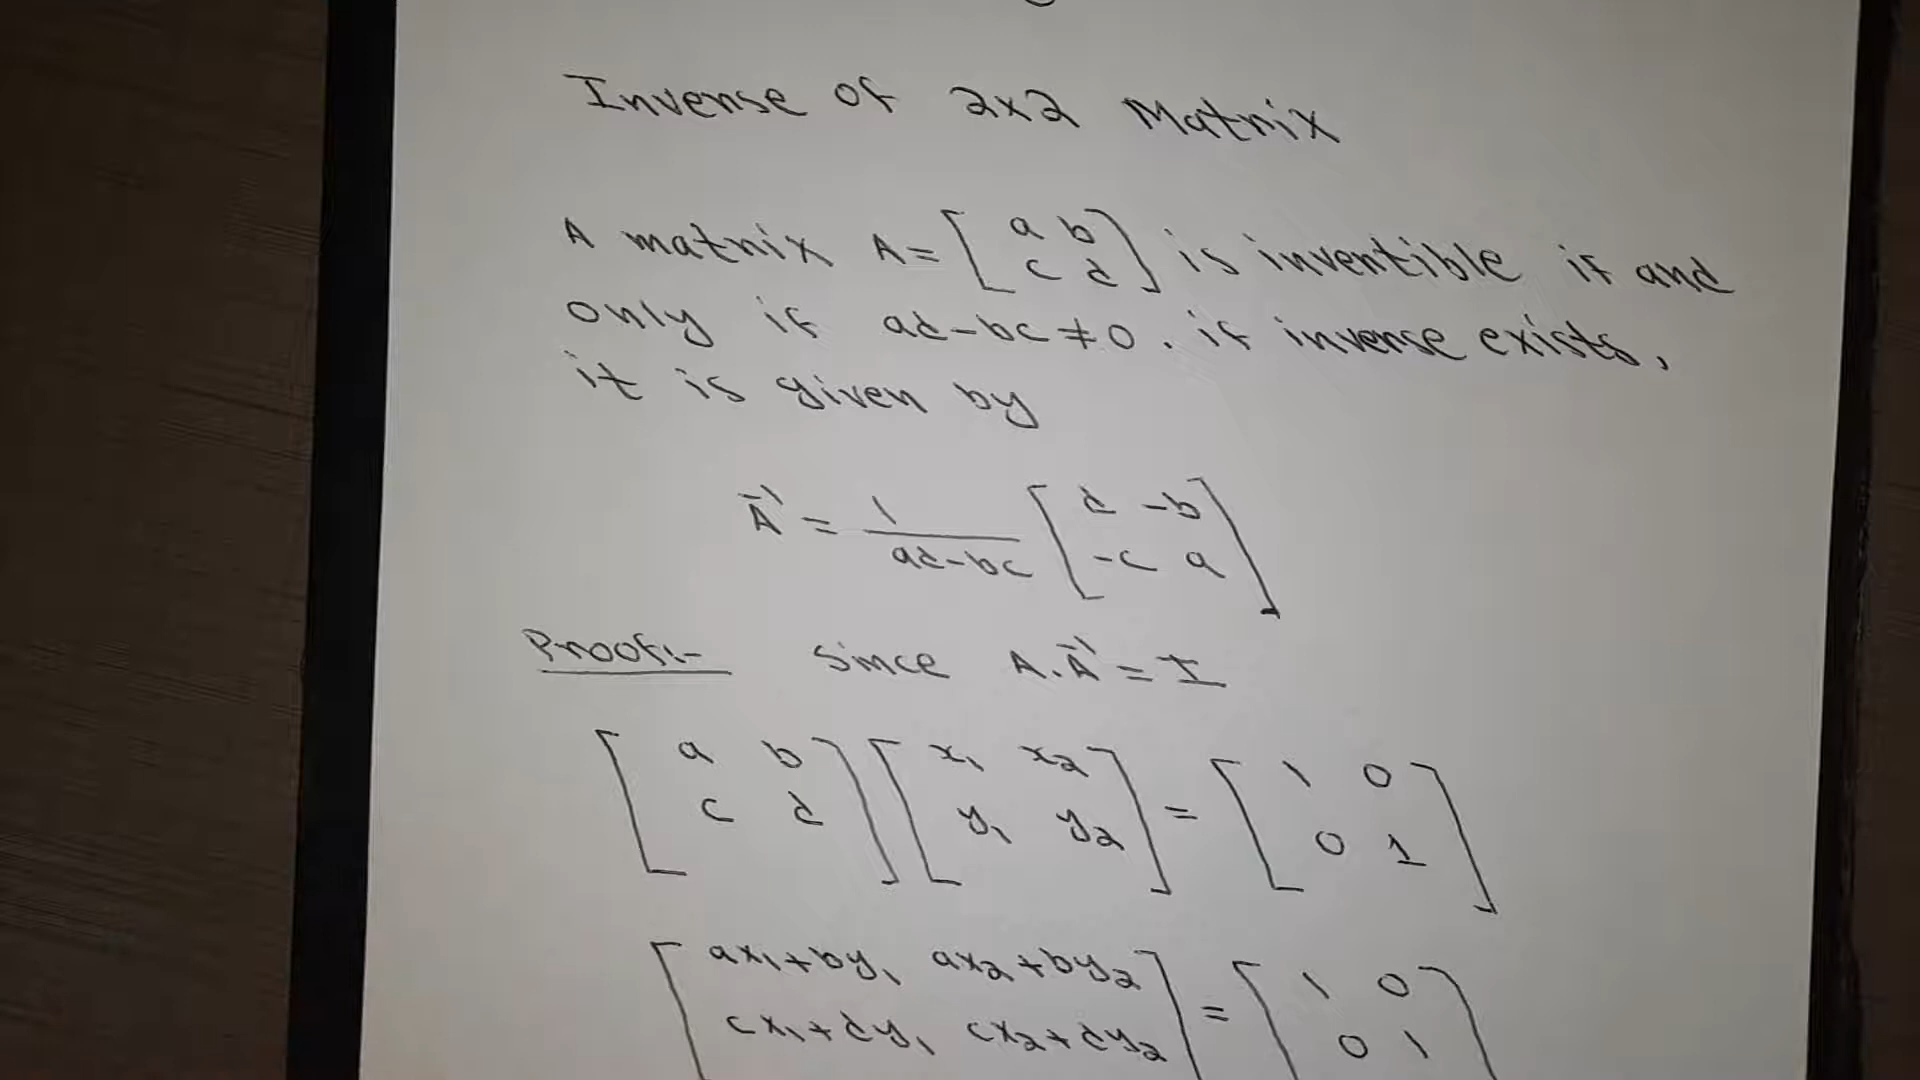 Inverse of 2x2 Matrix
A matrix A = [ a b ; c d ] is invertible if and
only if ad-bc ≠ 0. if inverse exists,
it is given by
A⁻¹ = 1/(ad-bc) [ d -b ; -c a ]
Proof:- Since A.A⁻¹ = I
[ a b ; c d ] [ x₁ x₂ ; y₁ y₂ ] = [ 1 0 ; 0 1 ]
[ ax₁+by₁ ax₂+by₂ ; cx₁+dy₁ cx₂+dy₂ ] = [ 1 0 ; 0 1 ]